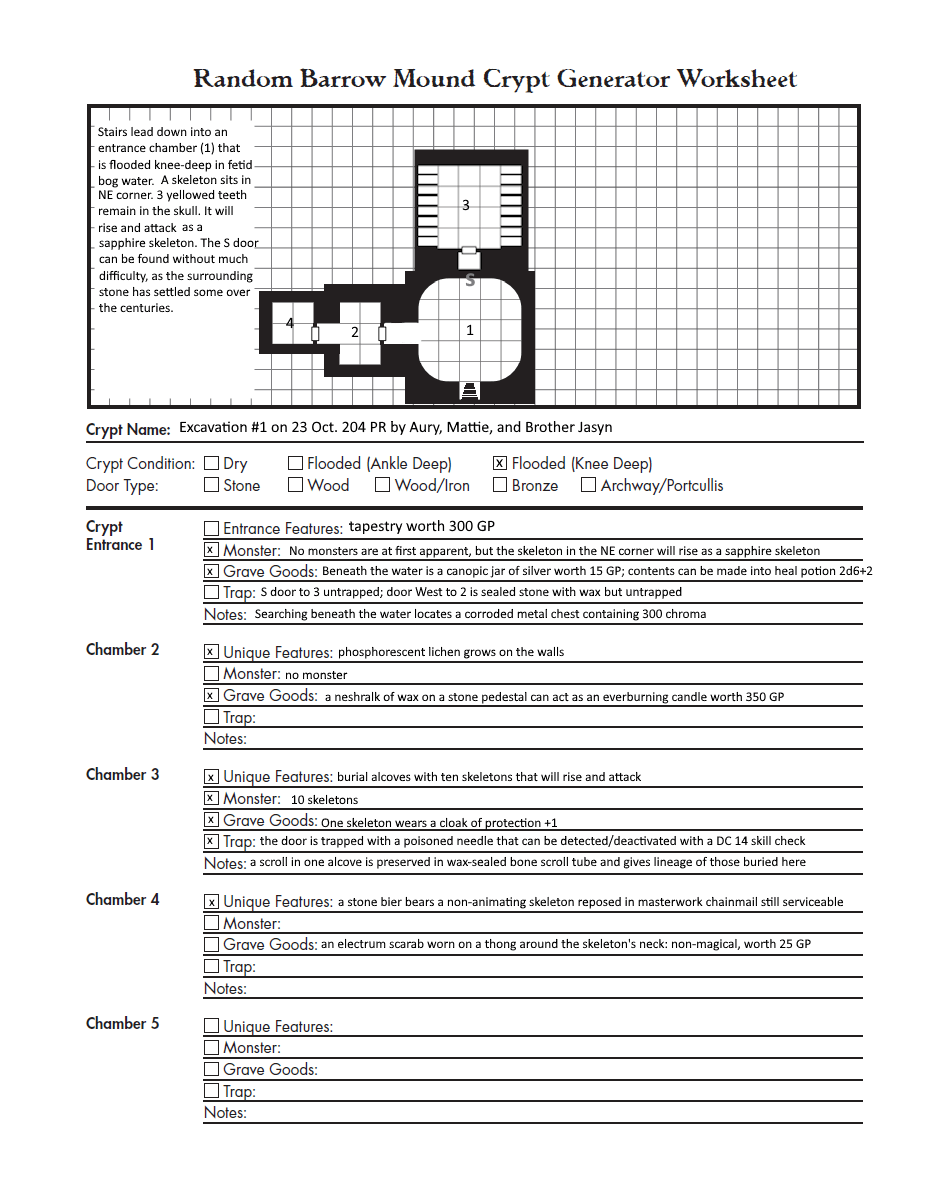 Random Barrow Mound Crypt Generator Worksheet
Stairs lead down into an
entrance chamber (1) that
is flooded knee-deep in fetid
bog water. A skeleton sits in
NE corner. 3 yellowed teeth
remain in the skull. It will
rise and attack as a
sapphire skeleton. The S door
can be found without much
difficulty, as the surrounding
stone has settled some over
the centuries.
3
S
4
2
1
Crypt Name: Excavation #1 on 23 Oct. 204 PR by Aury, Mattie, and Brother Jasyn
Crypt Condition: Dry Flooded (Ankle Deep) x Flooded (Knee Deep)
Door Type: Stone Wood Wood/Iron Bronze Archway/Portcullis
Crypt Entrance 1
Entrance Features: tapestry worth 300 GP
x Monster: No monsters are at first apparent, but the skeleton in the NE corner will rise as a sapphire skeleton
x Grave Goods: Beneath the water is a canopic jar of silver worth 15 GP; contents can be made into heal potion 2d6+2
Trap: S door to 3 untrapped; door West to 2 is sealed stone with wax but untrapped
Notes: Searching beneath the water locates a corroded metal chest containing 300 chroma
Chamber 2
x Unique Features: phosphorescent lichen grows on the walls
Monster: no monster
x Grave Goods: a neshralk of wax on a stone pedestal can act as an everburning candle worth 350 GP
Trap:
Notes:
Chamber 3
x Unique Features: burial alcoves with ten skeletons that will rise and attack
x Monster: 10 skeletons
x Grave Goods: One skeleton wears a cloak of protection +1
x Trap: the door is trapped with a poisoned needle that can be detected/deactivated with a DC 14 skill check
Notes: a scroll in one alcove is preserved in wax-sealed bone scroll tube and gives lineage of those buried here
Chamber 4
x Unique Features: a stone bier bears a non-animating skeleton reposed in masterwork chainmail still serviceable
Monster:
Grave Goods: an electrum scarab worn on a thong around the skeleton's neck: non-magical, worth 25 GP
Trap:
Notes:
Chamber 5
Unique Features:
Monster:
Grave Goods:
Trap:
Notes: